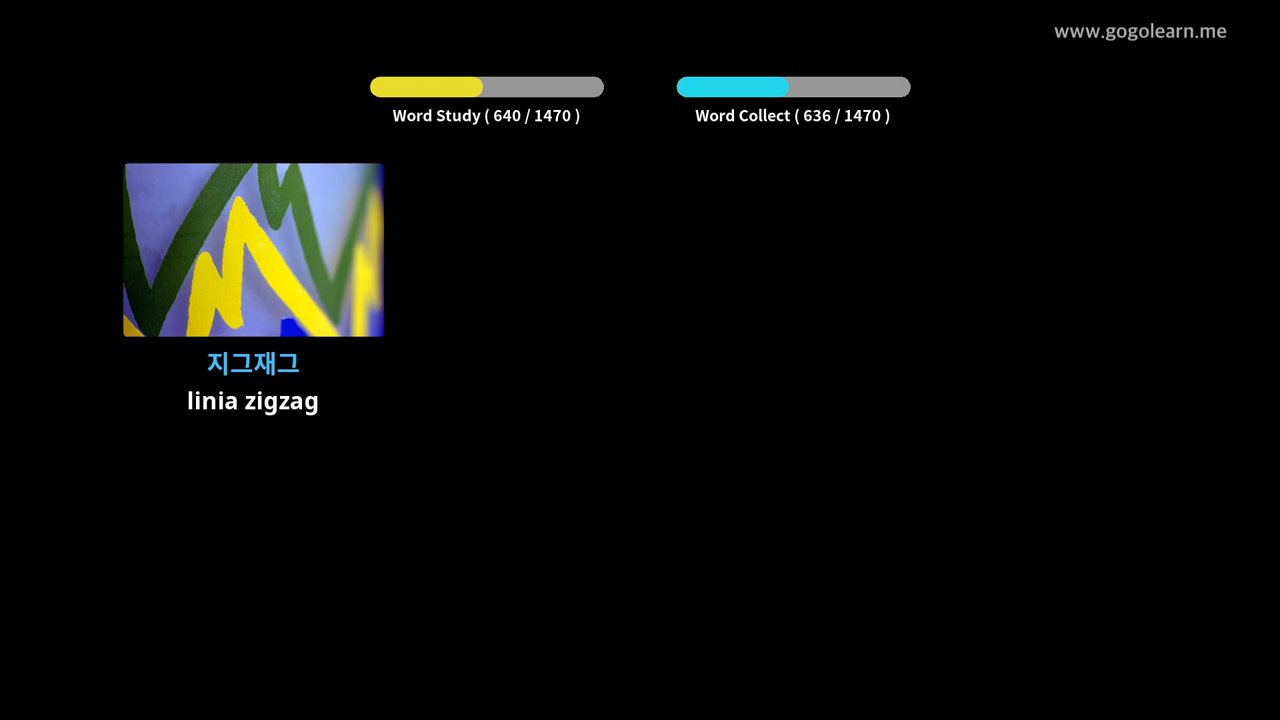 www.gogolearn.me
Word Study ( 640 / 1470 )
Word Collect ( 636 / 1470 )
지그재그
linia zigzag